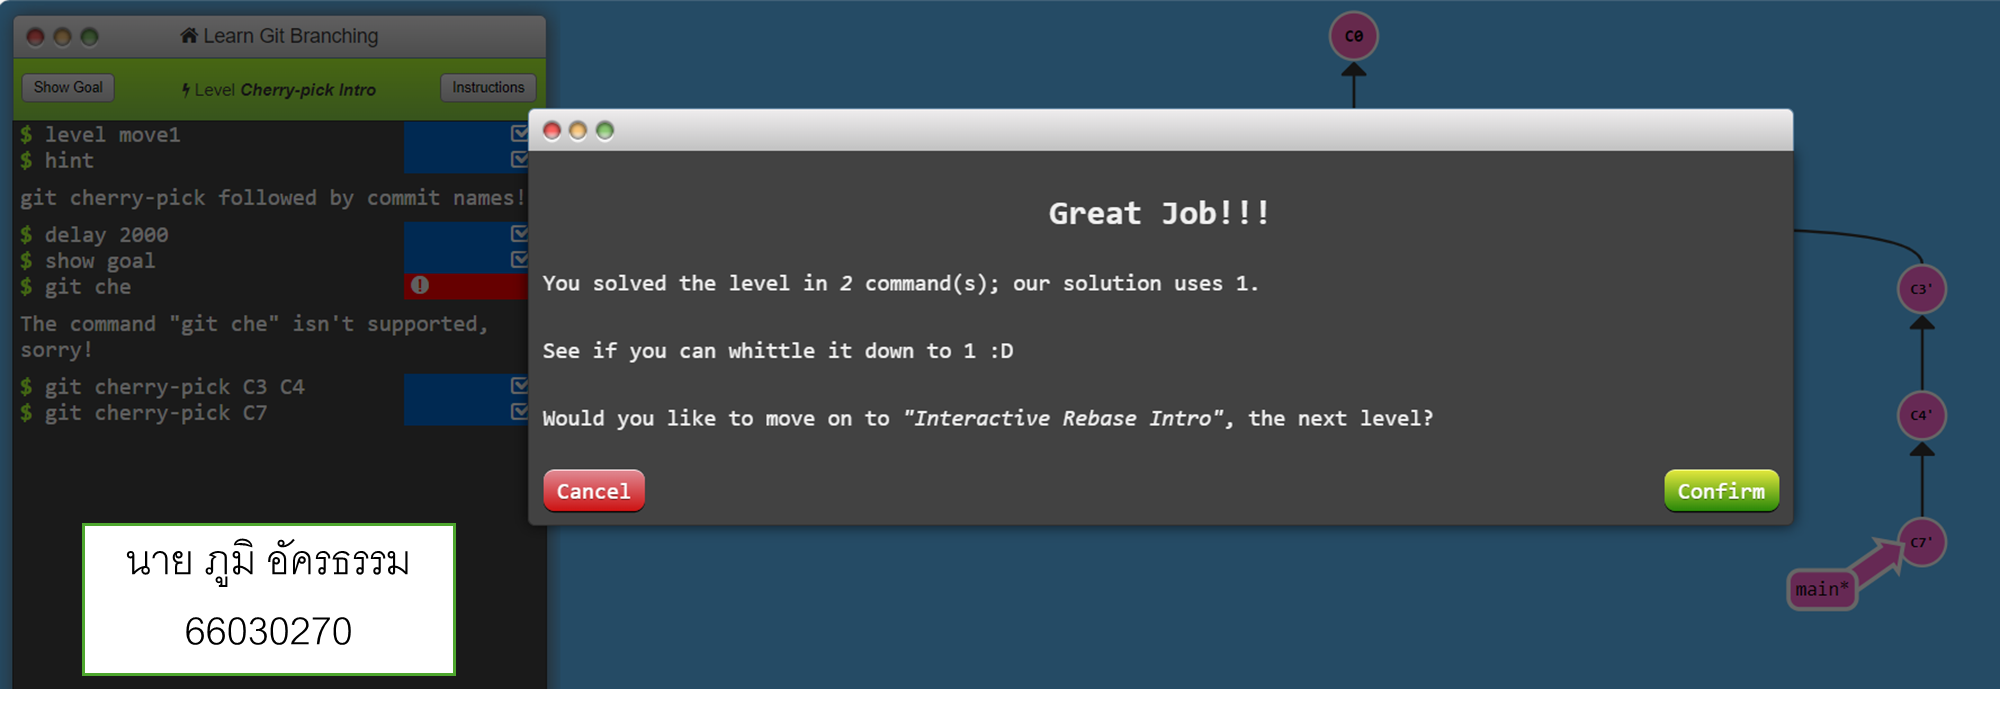 Learn Git Branching
Show Goal
Level Cherry-pick Intro
Instructions
$ level move1
$ hint
git cherry-pick followed by commit names!
$ delay 2000
$ show goal
$ git che
The command "git che" isn't supported,
sorry!
$ git cherry-pick C3 C4
$ git cherry-pick C7
นาย ภูมิ อัครธรรม
66030270
Great Job!!!
You solved the level in 2 command(s); our solution uses 1.
See if you can whittle it down to 1 :D
Would you like to move on to "Interactive Rebase Intro", the next level?
Cancel
Confirm
C0
C3'
C4'
C7'
main*